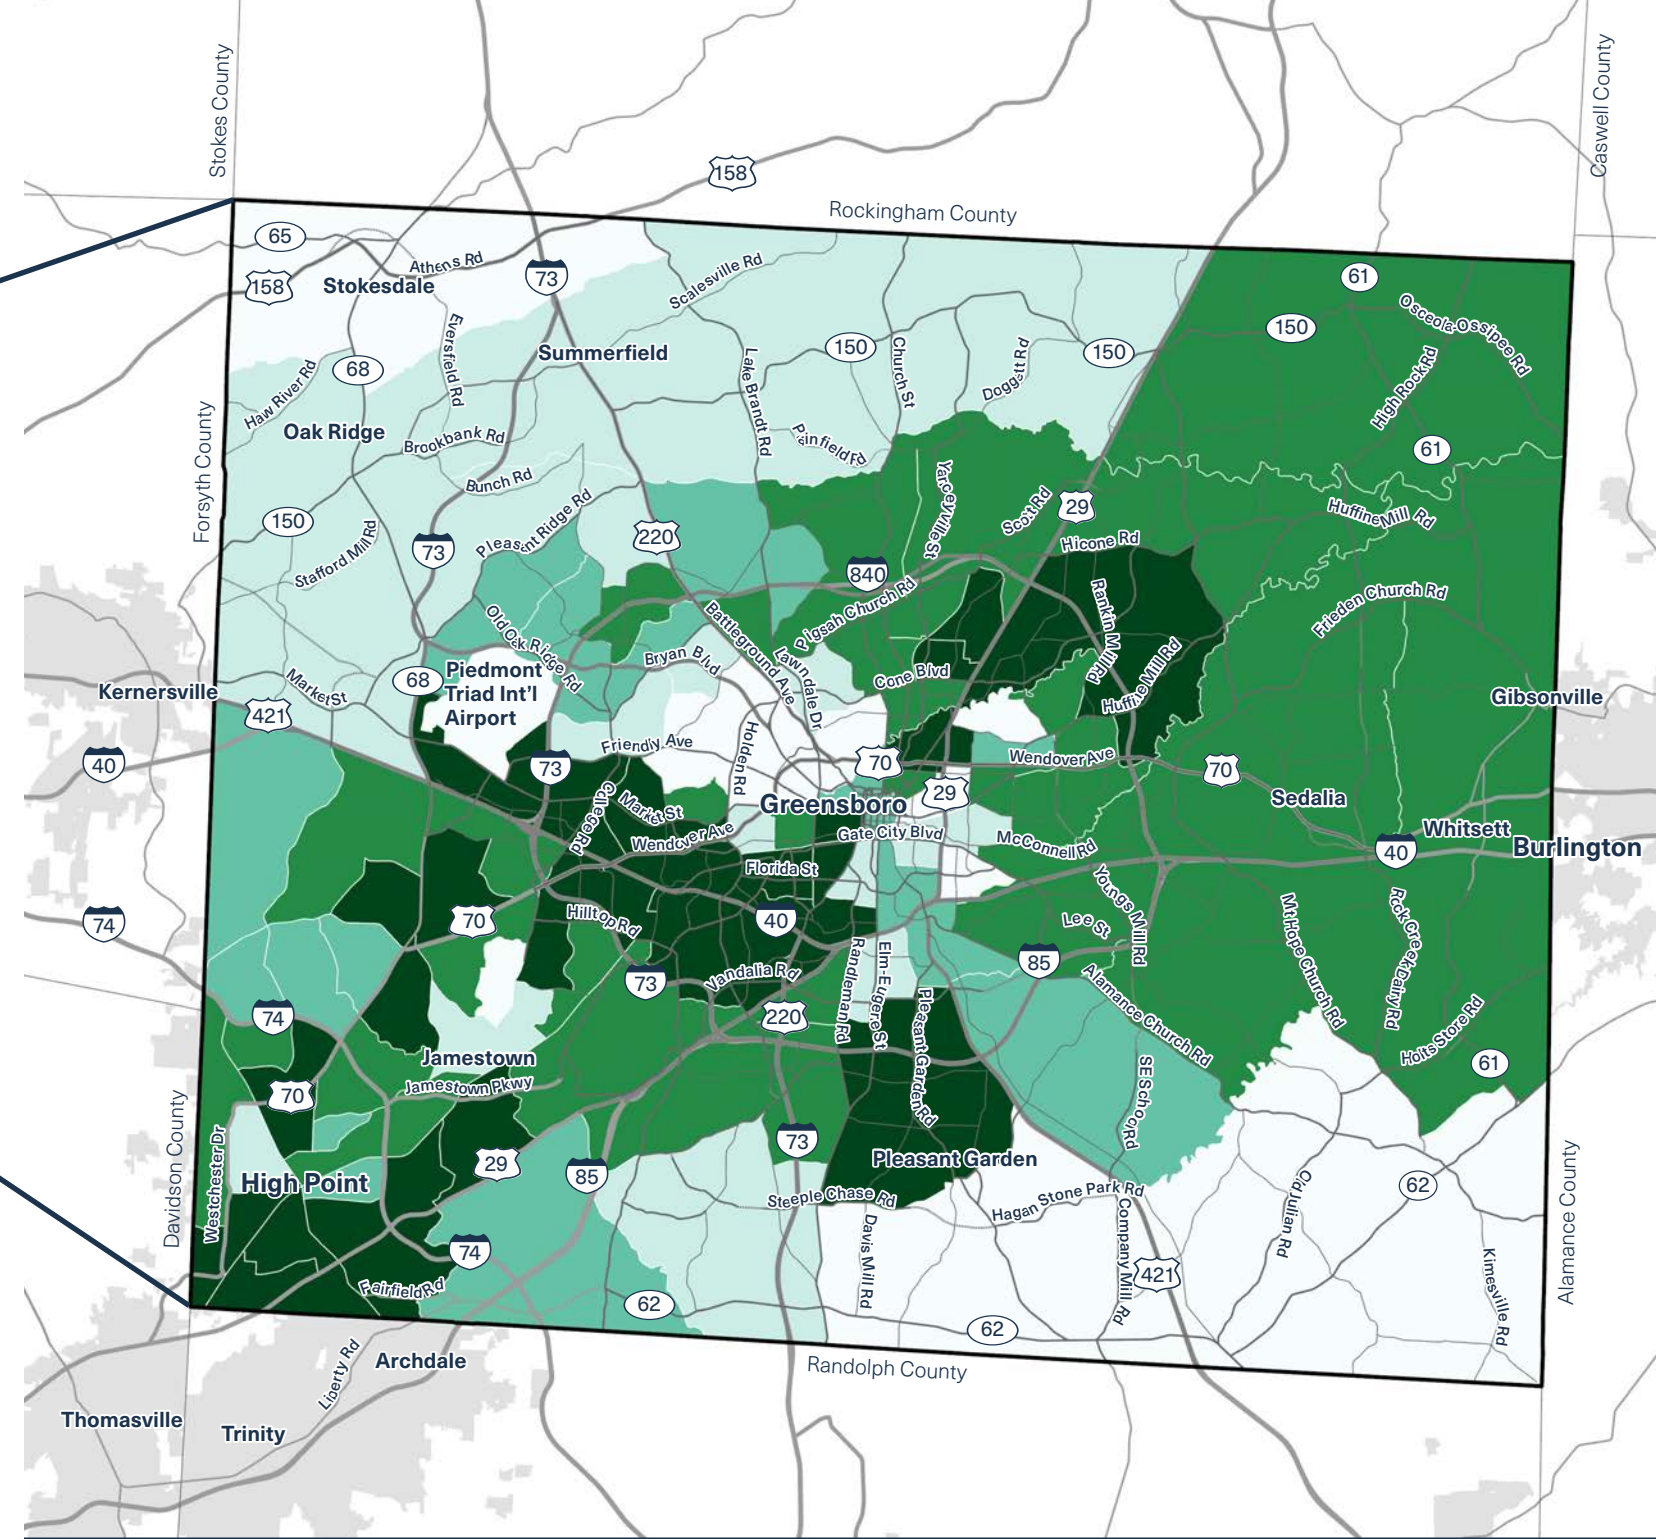 Stokes County
Caswell County
158
Rockingham County
65
Athens Rd
158
Stokesdale
73
Scalesville Rd
61
Osceola-Ossipee Rd
150
Eversfield Rd
Summerfield
150
Church St
Doggett Rd
150
68
Haw River Rd
Lake Brandt Rd
High Rock Rd
Oak Ridge
Brookbank Rd
Forsyth County
61
Bunch Rd
Yanceyville St
Scott Rd
29
Huffine Mill Rd
150
Pleasant Ridge Rd
220
Stafford Mill Rd
73
Hicone Rd
840
Pisgah Church Rd
Rankin Mill Rd
Frieden Church Rd
Old Oak Ridge Rd
Battleground Ave
Lawndale Dr
Bryan Blvd
Cone Blvd
Huffine Mill Rd
68
Piedmont
Triad Int'l
Airport
Kernersville
Market St
421
Gibsonville
40
73
Friendly Ave
Holden Rd
70
Wendover Ave
70
College Rd
Market St
Greensboro
29
Sedalia
Wendover Ave
Gate City Blvd
McConnell Rd
Whitsett
40
Burlington
Florida St
Youngs Mill Rd
74
70
Hilltop Rd
40
Lee St
Mt Hope Church Rd
Rock Creek Dairy Rd
73
Vandalia Rd
Randleman Rd
Elm-Eugene St
85
Alamance Church Rd
74
220
Pleasant Garden Rd
Hoits Store Rd
Jamestown
61
70
Jamestown Pkwy
SE School Rd
Davidson County
Westchester Dr
73
29
85
Pleasant Garden
High Point
Steeple Chase Rd
Hagan Stone Park Rd
62
Alamance County
Davis Mill Rd
Company Mill Rd
Old Julian Rd
74
421
Kimesville Rd
Fairfield Rd
62
62
Liberty Rd
Archdale
Randolph County
Thomasville
Trinity